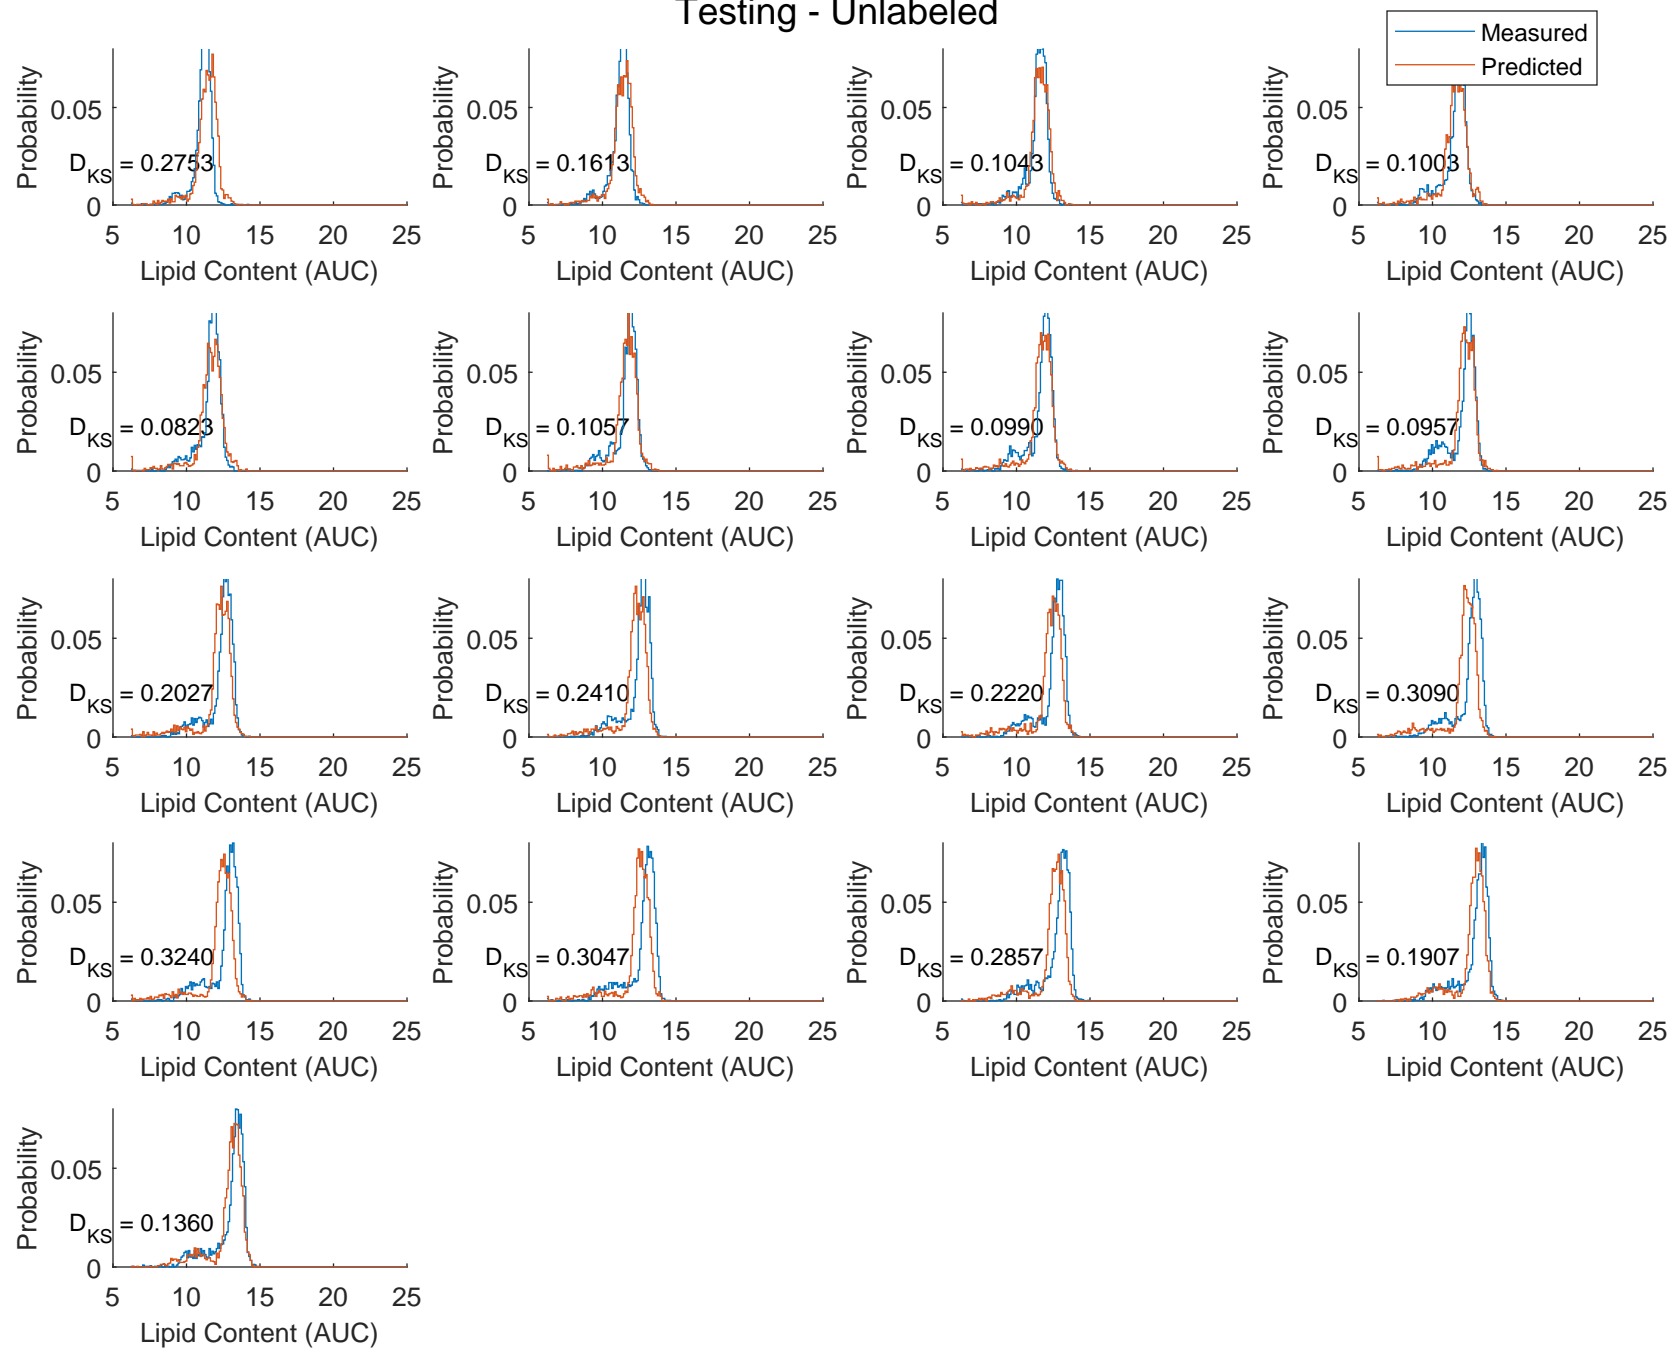 Testing - Unlabeled
Measured
Predicted
Probability
0.05
0
D_KS = 0.2753
5 10 15 20 25
Lipid Content (AUC)
Probability
0.05
0
D_KS = 0.1613
5 10 15 20 25
Lipid Content (AUC)
Probability
0.05
0
D_KS = 0.1043
5 10 15 20 25
Lipid Content (AUC)
Probability
0.05
0
D_KS = 0.1003
5 10 15 20 25
Lipid Content (AUC)
Probability
0.05
0
D_KS = 0.0823
5 10 15 20 25
Lipid Content (AUC)
Probability
0.05
0
D_KS = 0.1057
5 10 15 20 25
Lipid Content (AUC)
Probability
0.05
0
D_KS = 0.0990
5 10 15 20 25
Lipid Content (AUC)
Probability
0.05
0
D_KS = 0.0957
5 10 15 20 25
Lipid Content (AUC)
Probability
0.05
0
D_KS = 0.2027
5 10 15 20 25
Lipid Content (AUC)
Probability
0.05
0
D_KS = 0.2410
5 10 15 20 25
Lipid Content (AUC)
Probability
0.05
0
D_KS = 0.2220
5 10 15 20 25
Lipid Content (AUC)
Probability
0.05
0
D_KS = 0.3090
5 10 15 20 25
Lipid Content (AUC)
Probability
0.05
0
D_KS = 0.3240
5 10 15 20 25
Lipid Content (AUC)
Probability
0.05
0
D_KS = 0.3047
5 10 15 20 25
Lipid Content (AUC)
Probability
0.05
0
D_KS = 0.2857
5 10 15 20 25
Lipid Content (AUC)
Probability
0.05
0
D_KS = 0.1907
5 10 15 20 25
Lipid Content (AUC)
Probability
0.05
0
D_KS = 0.1360
5 10 15 20 25
Lipid Content (AUC)